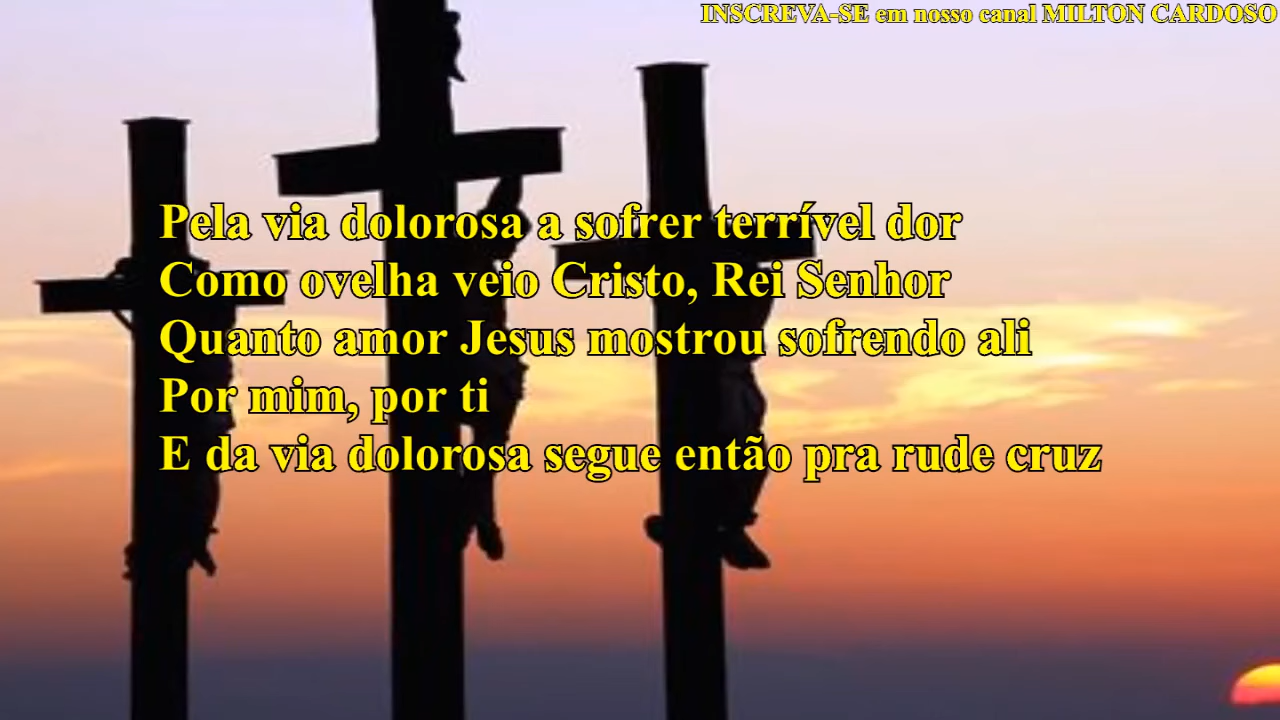 INSCREVA-SE em nosso canal MILTON CARDOSO
Pela via dolorosa a sofrer terrível dor
Como ovelha veio Cristo, Rei Senhor
Quanto amor Jesus mostrou sofrendo ali
Por mim, por ti
E da via dolorosa segue então pra rude cruz